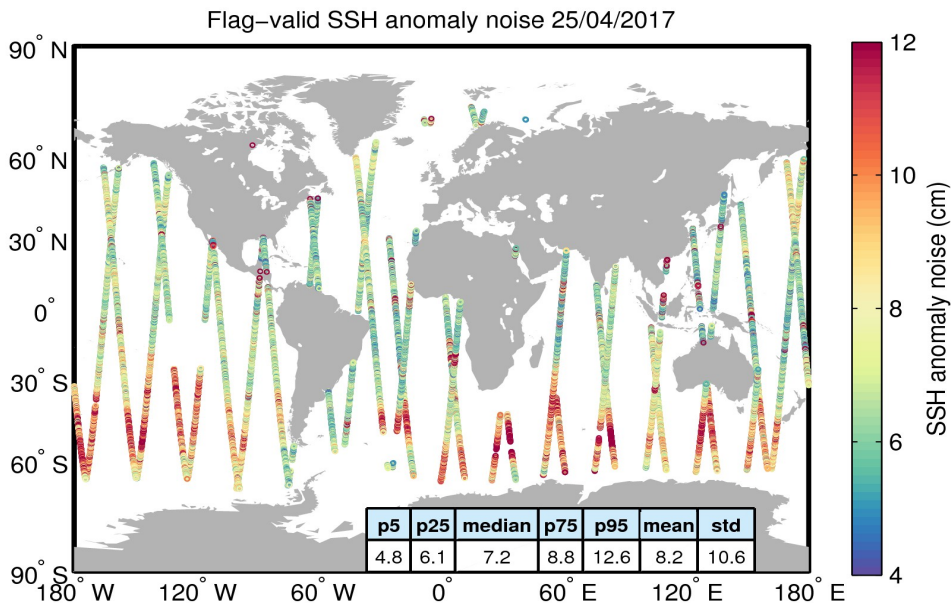 Flag−valid SSH anomaly noise 25/04/2017
90° N
60° N
30° N
0°
30° S
60° S
90° S
180° W 120° W 60° W 0° 60° E 120° E 180° E
p5 p25 median p75 p95 mean std
4.8 6.1 7.2 8.8 12.6 8.2 10.6
12
10
8
6
4
SSH anomaly noise (cm)